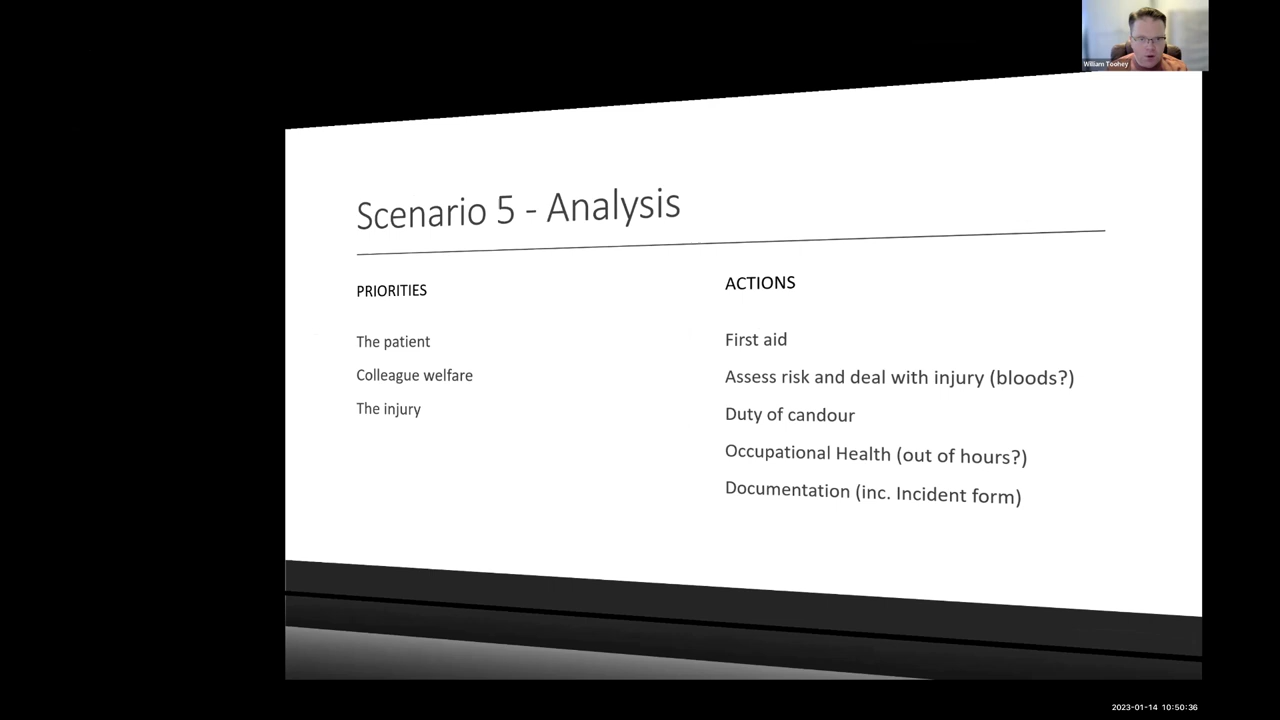 William Toohey
Scenario 5 - Analysis
PRIORITIES
The patient
Colleague welfare
The injury
ACTIONS
First aid
Assess risk and deal with injury (bloods?)
Duty of candour
Occupational Health (out of hours?)
Documentation (inc. Incident form)
2023-01-14 10:50:36